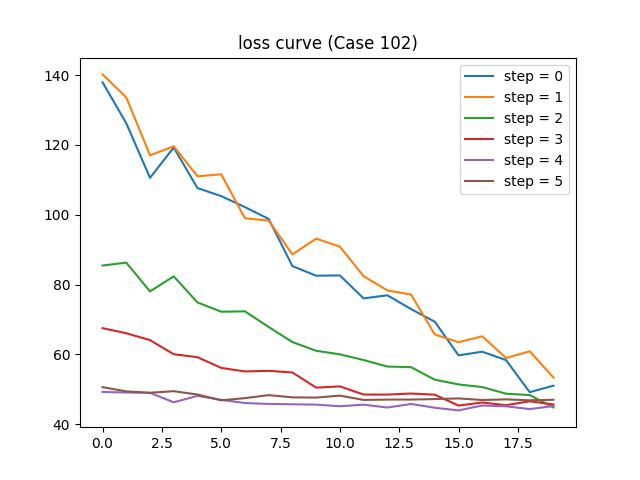 loss curve (Case 102)
140
120
100
80
60
40
0.0 2.5 5.0 7.5 10.0 12.5 15.0 17.5
step = 0
step = 1
step = 2
step = 3
step = 4
step = 5